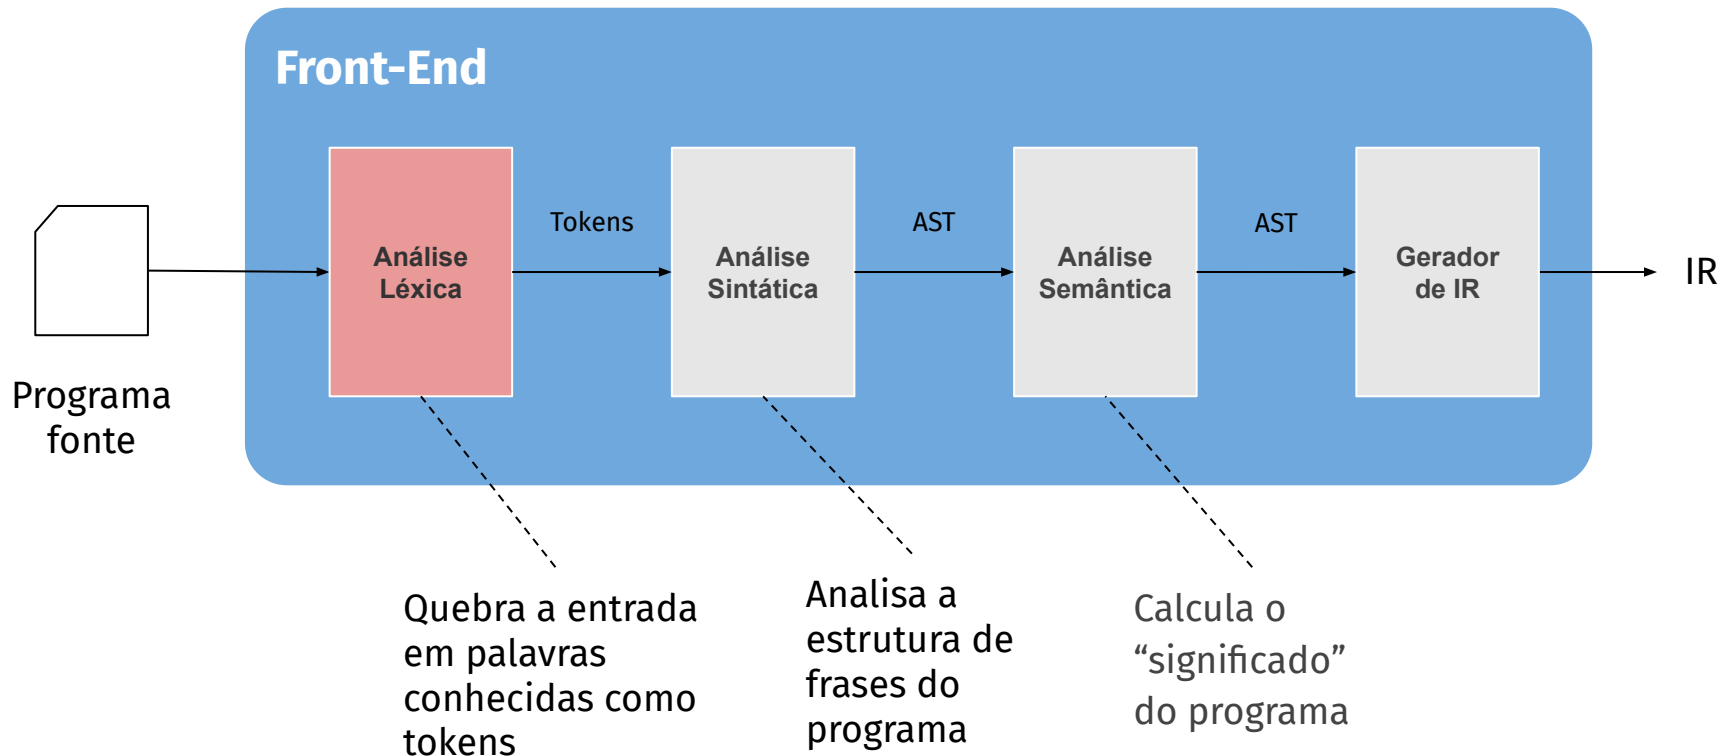 Front-End
Análise
Léxica
Tokens
Análise
Sintática
AST
Análise
Semântica
AST
Gerador
de IR
IR
Programa
fonte
Quebra a entrada
em palavras
conhecidas como
tokens
Analisa a
estrutura de
frases do
programa
Calcula o
“significado”
do programa